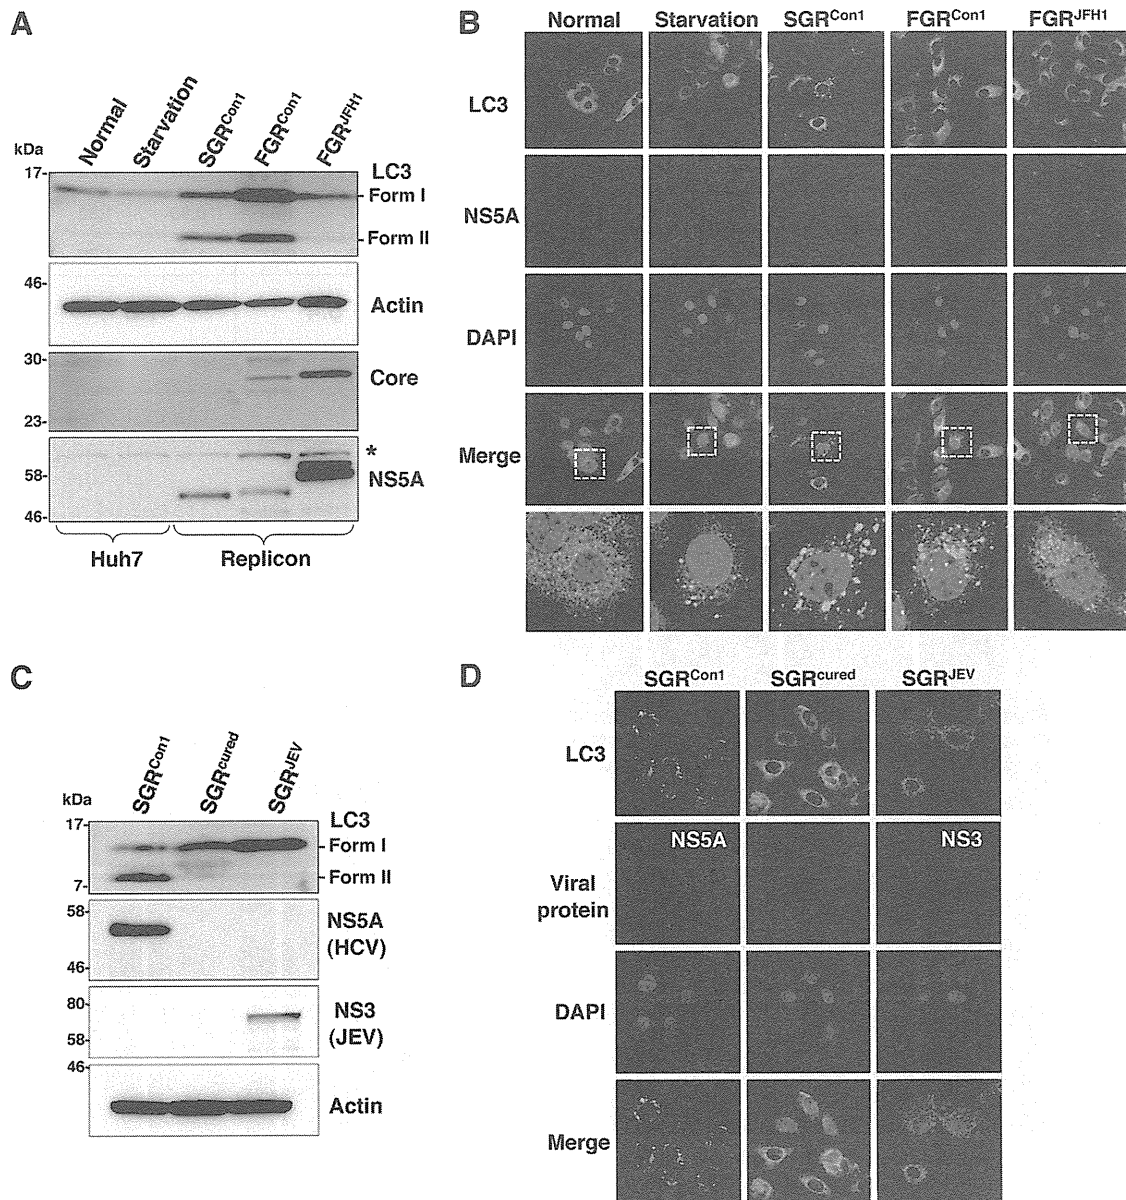 A
Normal
Starvation
SGRCon1
FGRCon1
FGRJFH1
kDa
17-
LC3
Form I
Form II
46-
Actin
30-
Core
23-
*
58-
NS5A
46-
Huh7
Replicon
B
Normal
Starvation
SGRCon1
FGRCon1
FGRJFH1
LC3
NS5A
DAPI
Merge
C
SGRCon1
SGRcured
SGRJEV
kDa
17-
LC3
Form I
Form II
7-
58-
NS5A
(HCV)
46-
80-
NS3
(JEV)
58-
46-
Actin
D
SGRCon1
SGRcured
SGRJEV
LC3
NS5A
NS3
Viral
protein
DAPI
Merge